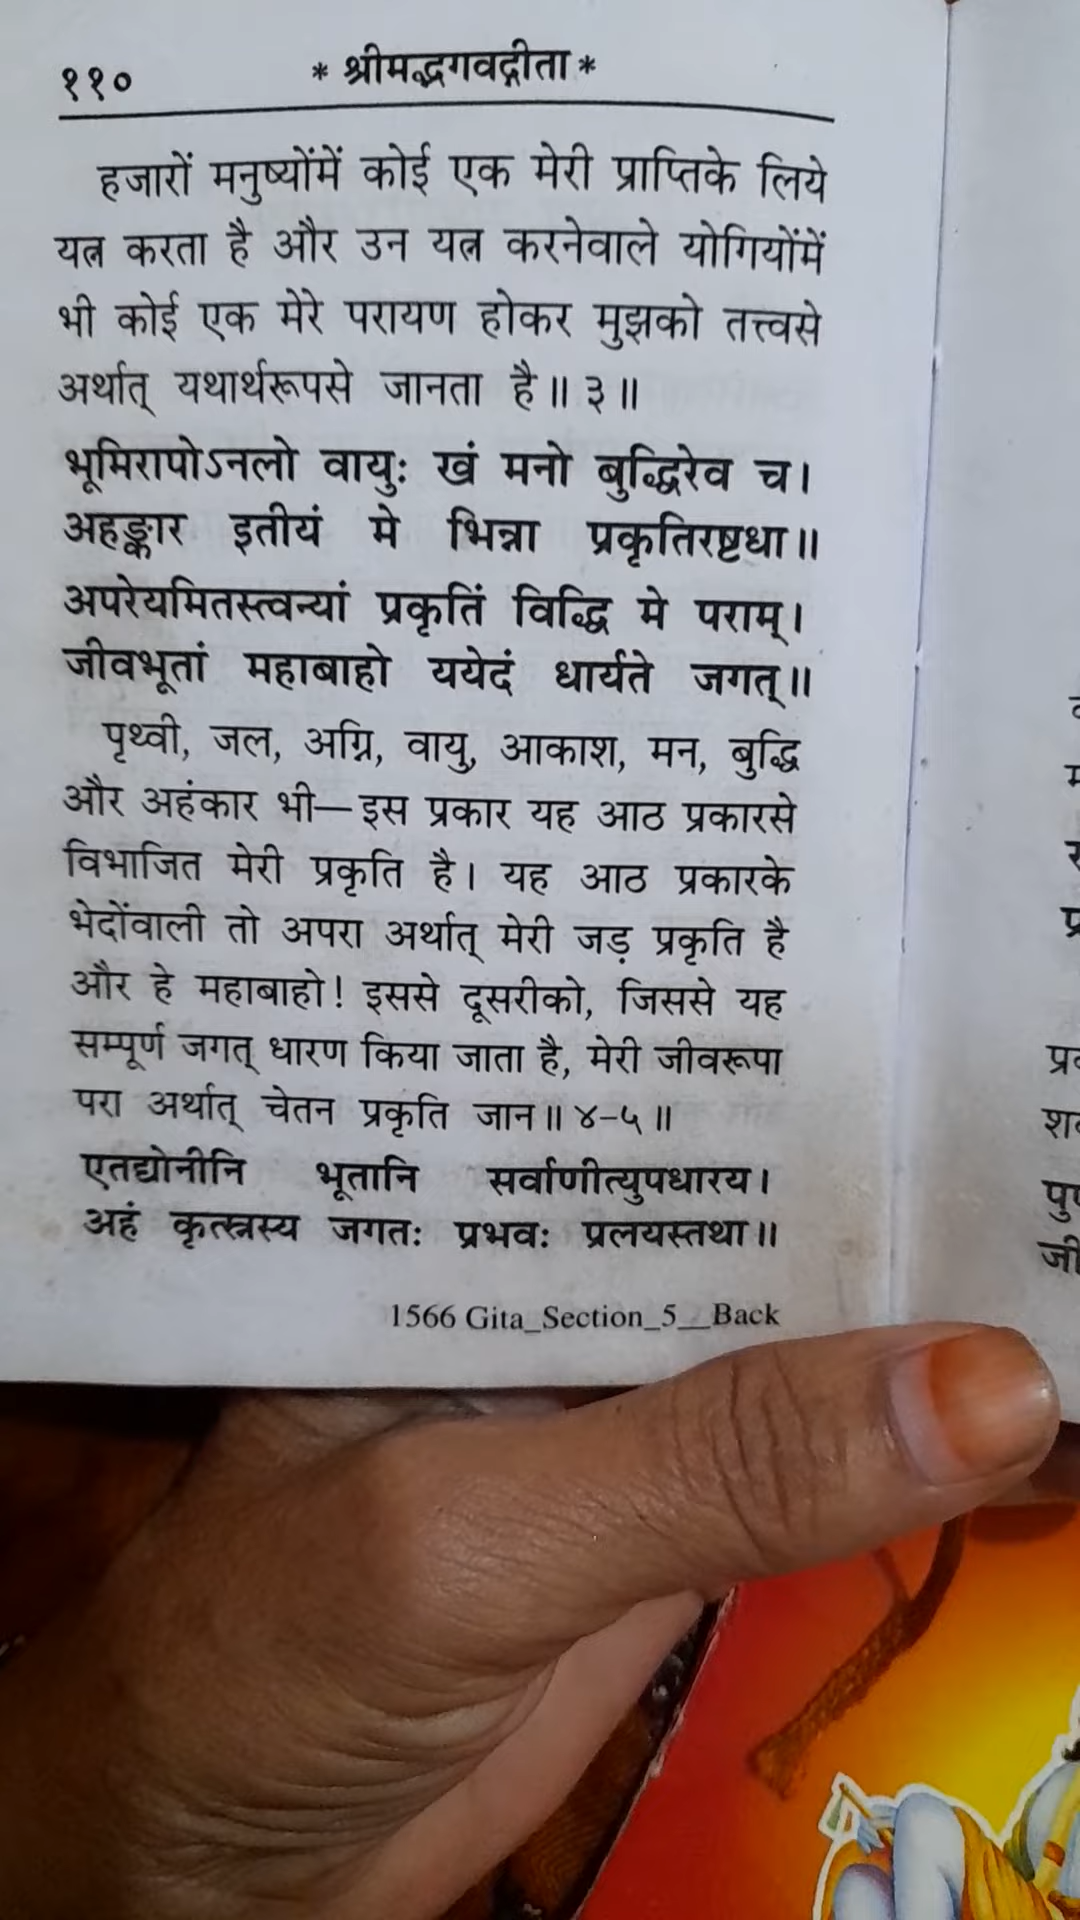 ११० * श्रीमद्भगवद्गीता *
हजारों मनुष्योंमें कोई एक मेरी प्राप्तिके लिये
यत्न करता है और उन यत्न करनेवाले योगियोंमें
भी कोई एक मेरे परायण होकर मुझको तत्त्वसे
अर्थात् यथार्थरूपसे जानता है॥ ३॥
भूमिरापोऽनलो वायुः खं मनो बुद्धिरेव च।
अहङ्कार इतीयं मे भिन्ना प्रकृतिरष्टधा॥
अपरेयमितस्त्वन्यां प्रकृतिं विद्धि मे पराम्।
जीवभूतां महाबाहो ययेदं धार्यते जगत्॥
पृथ्वी, जल, अग्नि, वायु, आकाश, मन, बुद्धि
और अहंकार भी—इस प्रकार यह आठ प्रकारसे
विभाजित मेरी प्रकृति है। यह आठ प्रकारके
भेदोंवाली तो अपरा अर्थात् मेरी जड़ प्रकृति है
और हे महाबाहो! इससे दूसरीको, जिससे यह
सम्पूर्ण जगत् धारण किया जाता है, मेरी जीवरूपा
परा अर्थात् चेतन प्रकृति जान॥ ४-५॥
एतद्योनीनि भूतानि सर्वाणीत्युपधारय।
अहं कृत्स्नस्य जगतः प्रभवः प्रलयस्तथा॥
1566 Gita_Section_5__Back